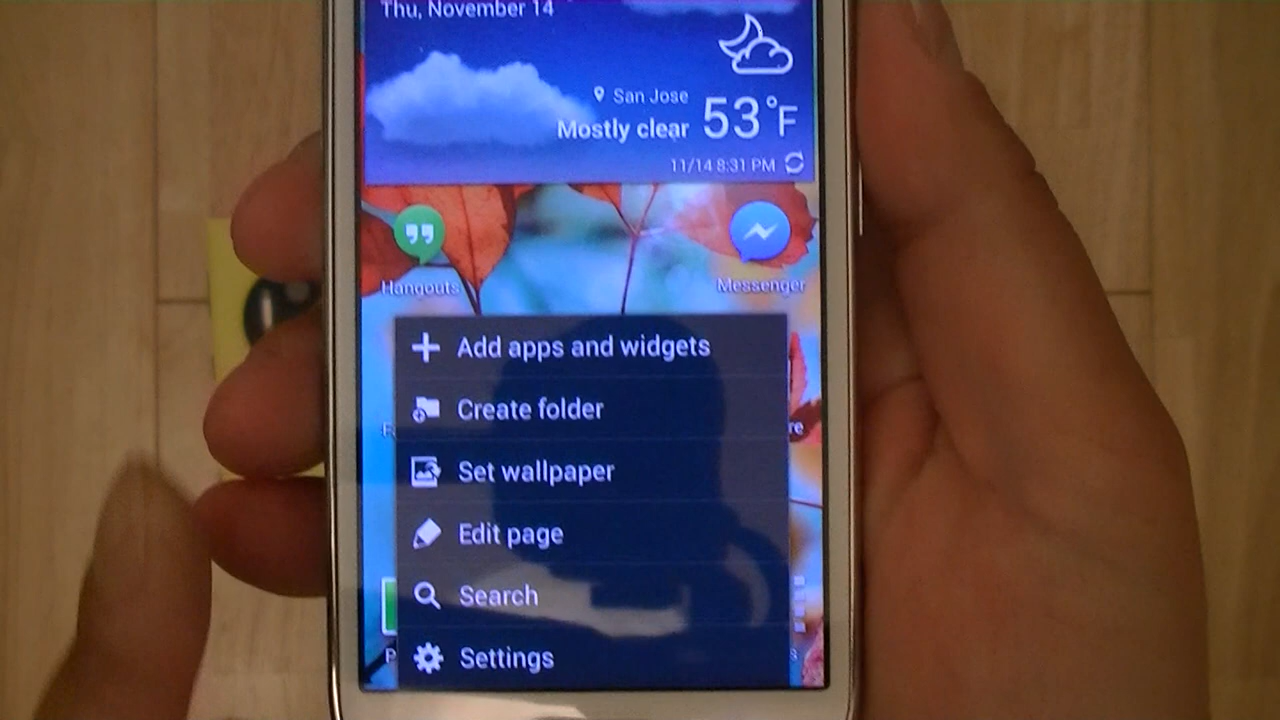 Thu, November 14
San Jose
53°F
Mostly clear
11/14 8:31 PM
Hangouts
Messenger
Add apps and widgets
Create folder
Set wallpaper
Edit page
Search
Settings